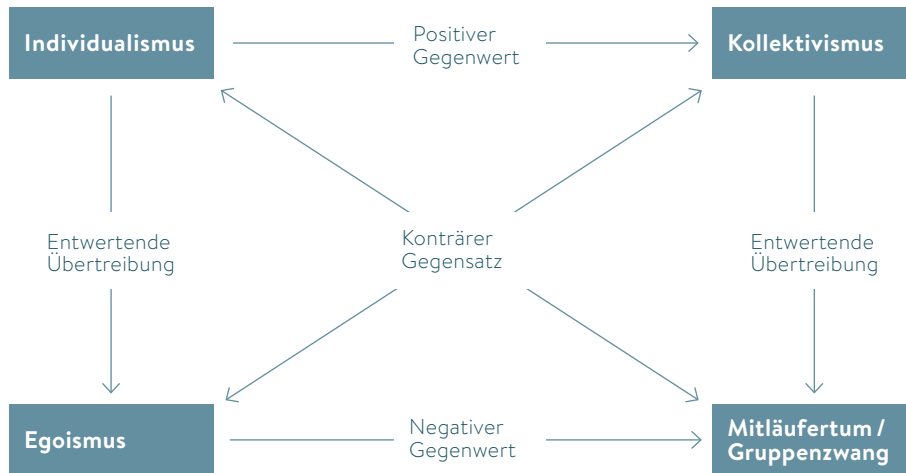 Individualismus
Positiver
Gegenwert
Kollektivismus
Entwertende
Übertreibung
Konträrer
Gegensatz
Entwertende
Übertreibung
Egoismus
Negativer
Gegenwert
Mitläufertum /
Gruppenzwang